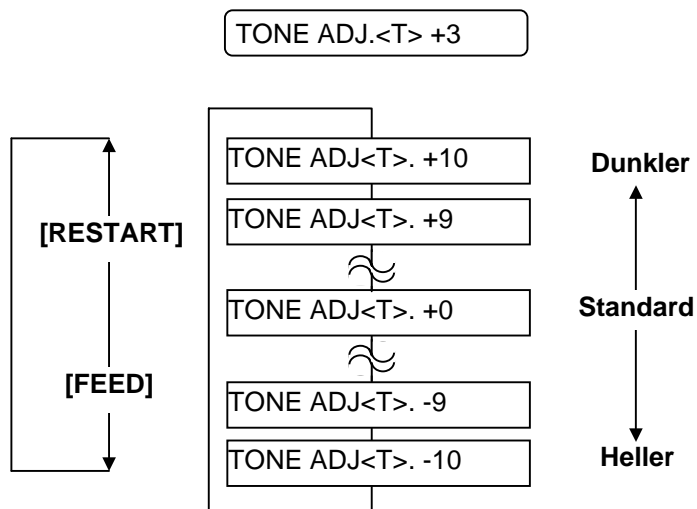 TONE ADJ.<T> +3
TONE ADJ<T>. +10
Dunkler
[RESTART]
TONE ADJ<T>. +9
TONE ADJ<T>. +0
Standard
[FEED]
TONE ADJ<T>. -9
TONE ADJ<T>. -10
Heller